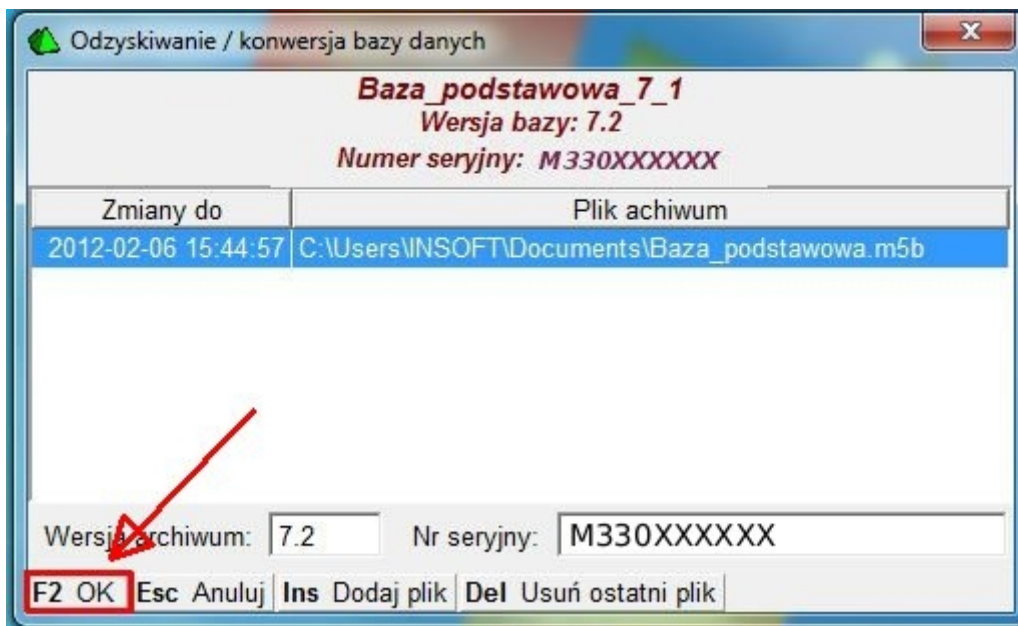 Odzyskiwanie / konwersja bazy danych
x
Baza_podstawowa_7_1
Wersja bazy: 7.2
Numer seryjny: M330XXXXXX
Zmiany do Plik achiwum
2012-02-06 15:44:57 C:\Users\INSOFT\Documents\Baza_podstawowa.m5b
Wersja archiwum: 7.2 Nr seryjny: M330XXXXXX
F2 OK Esc Anuluj Ins Dodaj plik Del Usuń ostatni plik